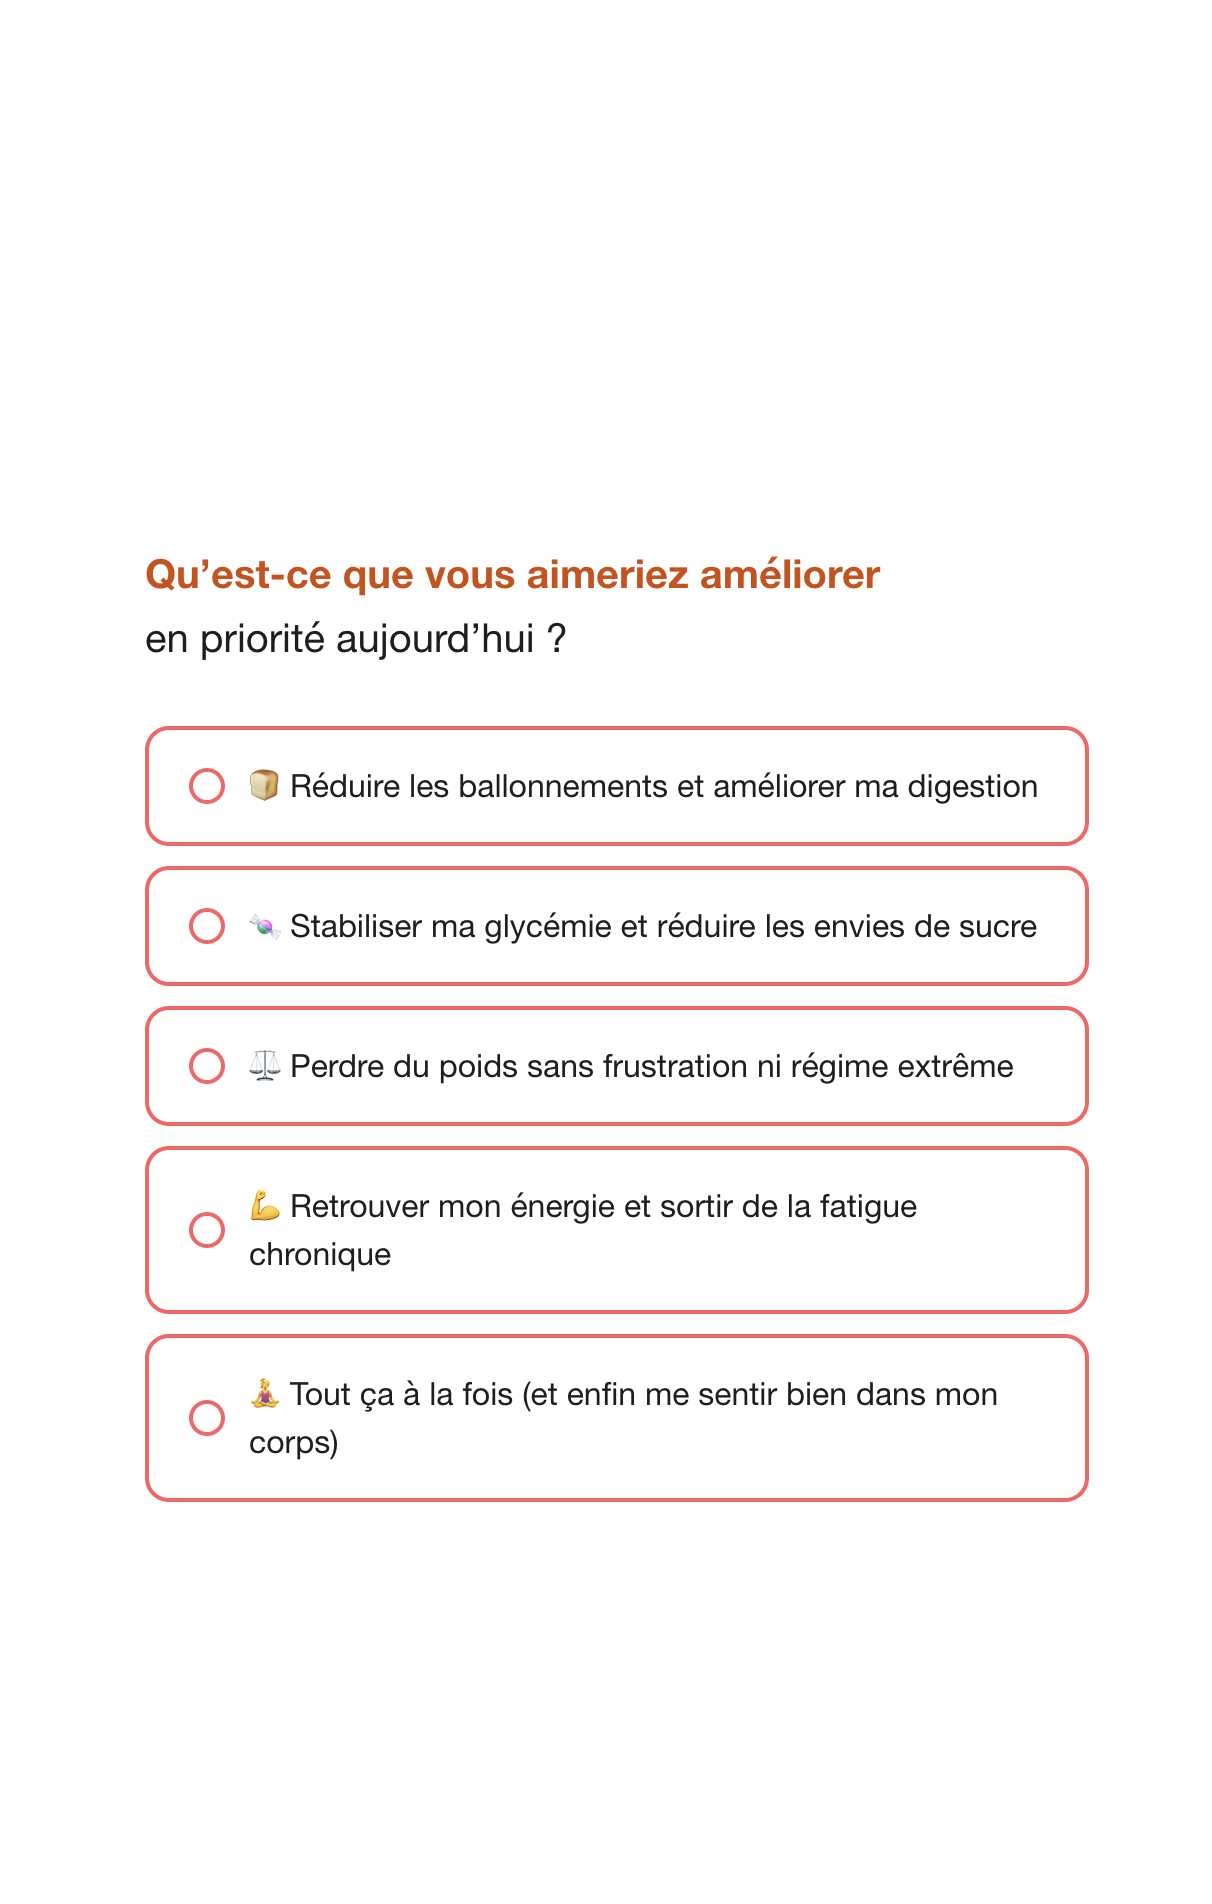 Qu’est-ce que vous aimeriez améliorer
en priorité aujourd’hui ?
🍞 Réduire les ballonnements et améliorer ma digestion
🍬 Stabiliser ma glycémie et réduire les envies de sucre
⚖️ Perdre du poids sans frustration ni régime extrême
💪 Retrouver mon énergie et sortir de la fatigue
chronique
🧘‍♀️ Tout ça à la fois (et enfin me sentir bien dans mon
corps)